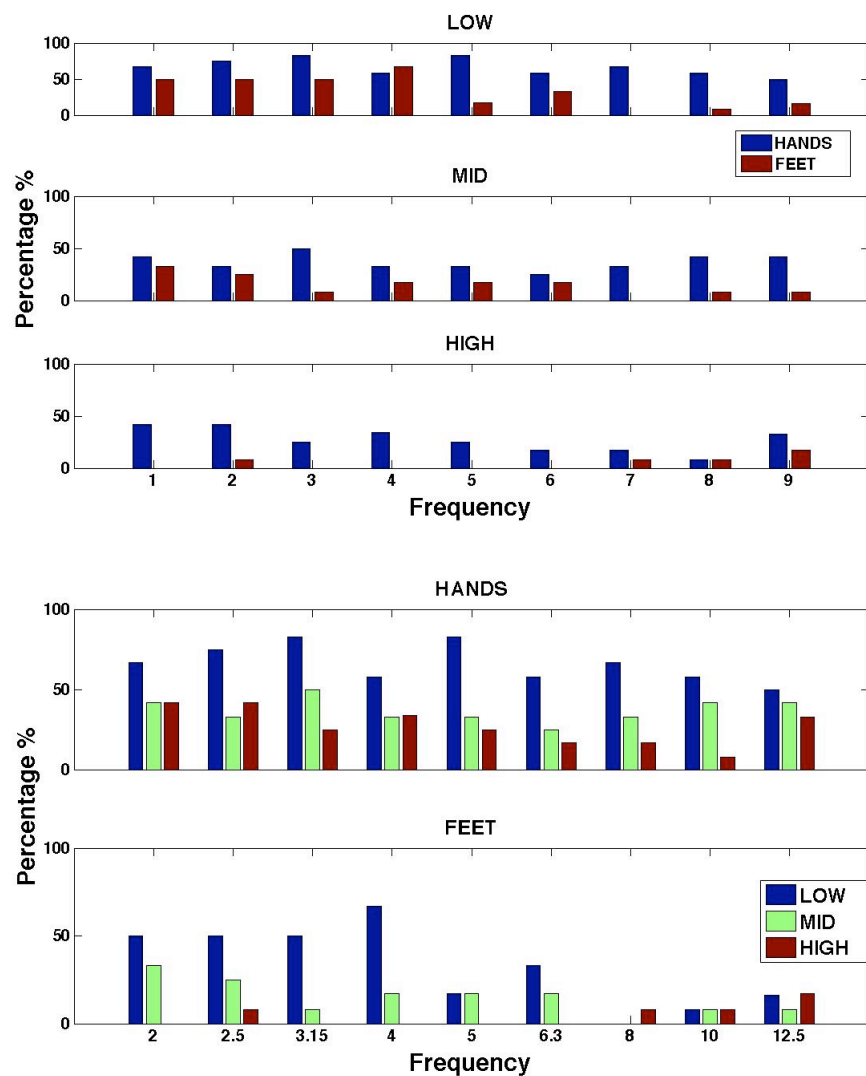 LOW
100
50
0
HANDS
FEET
MID
100
50
0
Percentage %
HIGH
100
50
0
1 2 3 4 5 6 7 8 9
Frequency
HANDS
100
50
0
Percentage %
FEET
100
50
0
LOW
MID
HIGH
2 2.5 3.15 4 5 6.3 8 10 12.5
Frequency